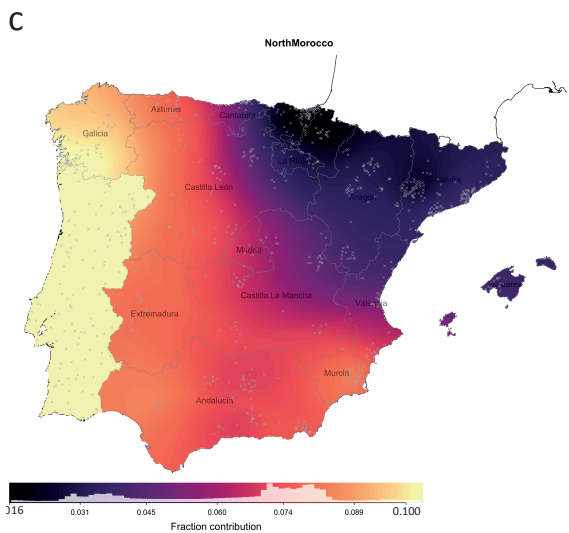 C
NorthMorocco
Asturias
Cantabria
Galicia
La Rioja
Castilla León
Aragón
Madrid
Castilla La Mancha
Extremadura
Valencia
Murcia
Andalucía
016 0.031 0.045 0.060 0.074 0.089 0.100
Fraction contribution